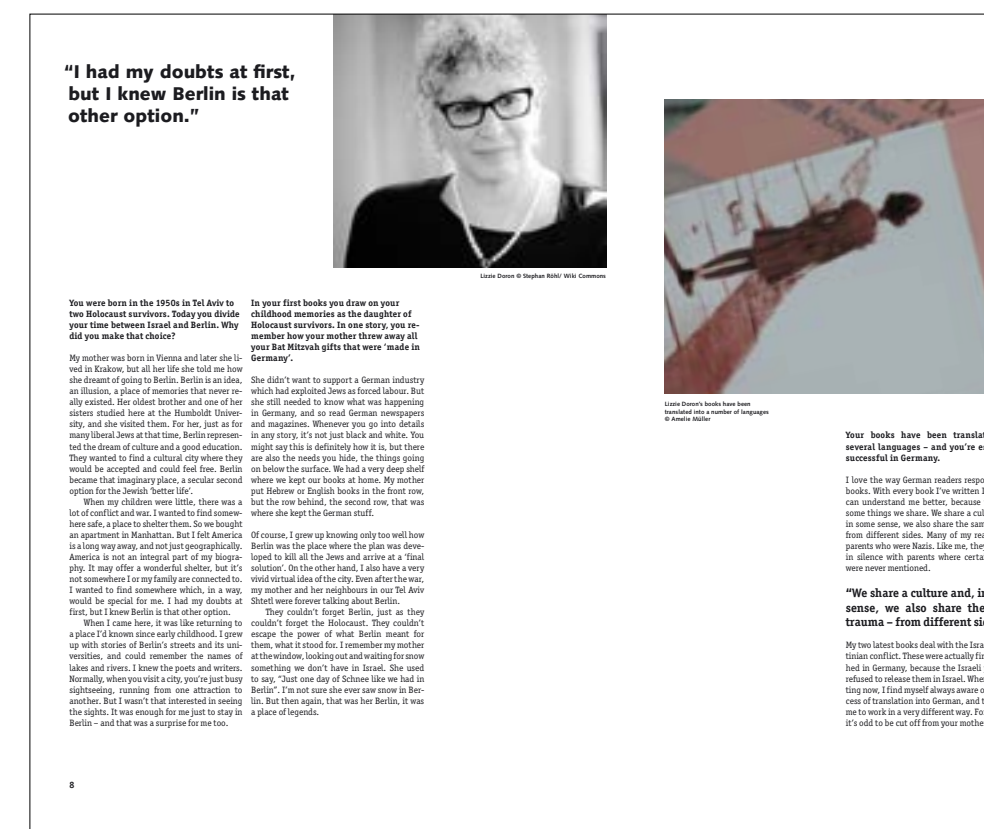 “I had my doubts at first,
but I knew Berlin is that
other option.”
Lizzie Doron © Stephan Röhl/ Wiki Commons
You were born in the 1950s in Tel Aviv to
two Holocaust survivors. Today you divide
your time between Israel and Berlin. Why
did you make that choice?
My mother was born in Vienna and later she li-
ved in Krakow, but all her life she told me how
she dreamt of going to Berlin. Berlin is an idea,
an illusion, a place of memories that never re-
ally existed. Her oldest brother and one of her
sisters studied here at the Humboldt Univer-
sity, and she visited them. For her, just as for
many liberal Jews at that time, Berlin represen-
ted the dream of culture and a good education.
They wanted to find a cultural city where they
would be accepted and could feel free. Berlin
became that imaginary place, a secular second
option for the Jewish ‘better life’.
When my children were little, there was a
lot of conflict and war. I wanted to find somew-
here safe, a place to shelter them. So we bought
an apartment in Manhattan. But I felt America
is a long way away, and not just geographically.
America is not an integral part of my biogra-
phy. It may offer a wonderful shelter, but it’s
not somewhere I or my family are connected to.
I wanted to find somewhere which, in a way,
would be special for me. I had my doubts at
first, but I knew Berlin is that other option.
When I came here, it was like returning to
a place I’d known since early childhood. I grew
up with stories of Berlin’s streets and its uni-
versities, and could remember the names of
lakes and rivers. I knew the poets and writers.
Normally, when you visit a city, you’re just busy
sightseeing, running from one attraction to
another. But I wasn’t that interested in seeing
the sights. It was enough for me just to stay in
Berlin – and that was a surprise for me too.
In your first books you draw on your
childhood memories as the daughter of
Holocaust survivors. In one story, you re-
member how your mother threw away all
your Bat Mitzvah gifts that were ‘made in
Germany’.
She didn’t want to support a German industry
which had exploited Jews as forced labour. But
she still needed to know what was happening
in Germany, and so read German newspapers
and magazines. Whenever you go into details
in any story, it’s not just black and white. You
might say this is definitely how it is, but there
are also the needs you hide, the things going
on below the surface. We had a very deep shelf
where we kept our books at home. My mother
put Hebrew or English books in the front row,
but the row behind, the second row, that was
where she kept the German stuff.
Of course, I grew up knowing only too well how
Berlin was the place where the plan was deve-
loped to kill all the Jews and arrive at a ‘final
solution’. On the other hand, I also have a very
vivid virtual idea of the city. Even after the war,
my mother and her neighbours in our Tel Aviv
Shtetl were forever talking about Berlin.
They couldn’t forget Berlin, just as they
couldn’t forget the Holocaust. They couldn’t
escape the power of what Berlin meant for
them, what it stood for. I remember my mother
at the window, looking out and waiting for snow
something we don’t have in Israel. She used
to say, “Just one day of Schnee like we had in
Berlin”. I’m not sure she ever saw snow in Ber-
lin. But then again, that was her Berlin, it was
a place of legends.
Lizzie Doron’s books have been
translated into a number of languages
© Amelie Müller
Your books have been translat
several languages – and you’re es
successful in Germany.
I love the way German readers respo
books. With every book I’ve written I
can understand me better, because
some things we share. We share a cul
in some sense, we also share the sam
from different sides. Many of my rea
parents who were Nazis. Like me, they
in silence with parents where certa
were never mentioned.
“We share a culture and, in
sense, we also share the
trauma – from different sid
My two latest books deal with the Israe
tinian conflict. These were actually fir
hed in Germany, because the Israeli
refused to release them in Israel. When
ting now, I find myself always aware o
cess of translation into German, and t
me to work in a very different way. For
it’s odd to be cut off from your mother
8